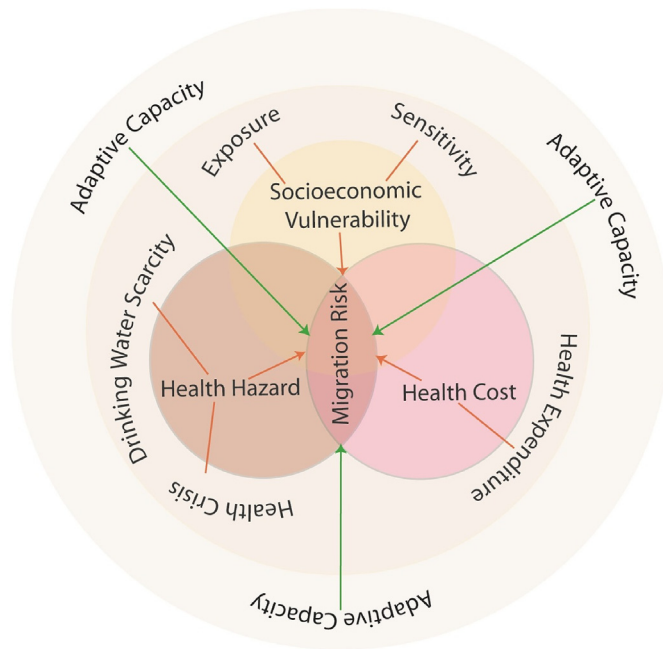 Adaptive Capacity
Exposure
Sensitivity
Adaptive Capacity
Socioeconomic
Vulnerability
Drinking Water Scarcity
Migration Risk
Health Hazard
Health Cost
Health Expenditure
Health Crisis
Adaptive Capacity